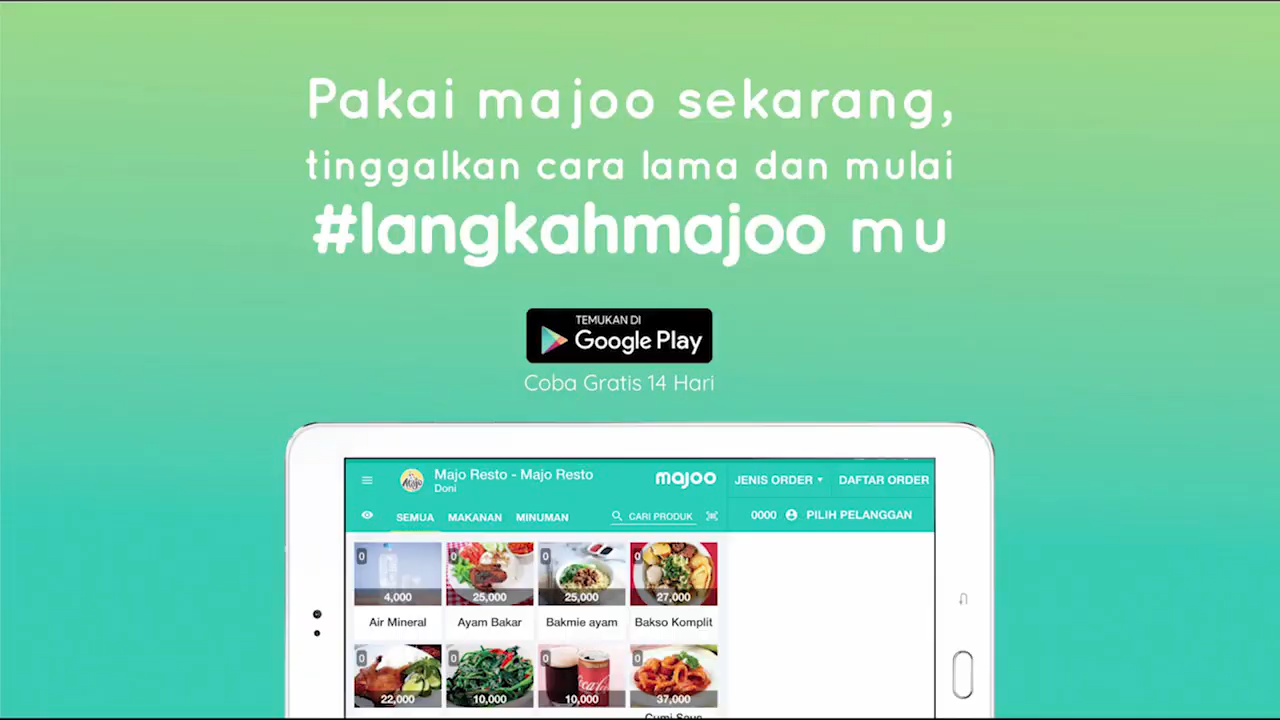 Pakai majoo sekarang,
tinggalkan cara lama dan mulai
#langkahmajoo mu
TEMUKAN DI
Google Play
Coba Gratis 14 Hari
Majo Resto - Majo Resto
Doni
majoo
JENIS ORDER
DAFTAR ORDER
SEMUA MAKANAN MINUMAN
CARI PRODUK
0000 PILIH PELANGGAN
0 0 0 0
4,000 25,000 25,000 27,000
Air Mineral Ayam Bakar Bakmie ayam Bakso Komplit
0 0 0 0
22,000 10,000 10,000 37,000